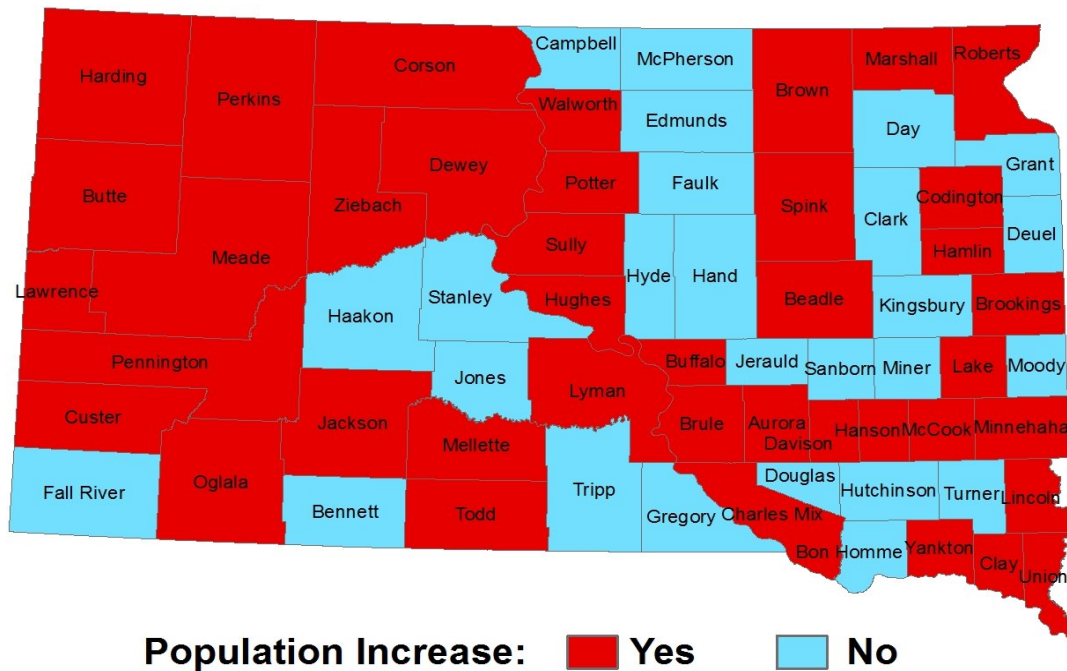 Campbell
McPherson
Marshall
Roberts
Harding
Corson
Perkins
Brown
Walworth
Edmunds
Day
Dewey
Grant
Butte
Ziebach
Potter
Faulk
Spink
Codington
Clark
Deuel
Sully
Hamlin
Meade
Hyde
Hand
Lawrence
Stanley
Hughes
Beadle
Kingsbury
Brookings
Haakon
Pennington
Buffalo
Jerauld
Sanborn
Miner
Lake
Moody
Jones
Lyman
Custer
Jackson
Brule
Aurora
Davison
Hanson
McCook
Minnehaha
Mellette
Fall River
Oglala
Bennett
Todd
Tripp
Gregory
Douglas
Hutchinson
Turner
Lincoln
Charles Mix
Bon Homme
Yankton
Clay
Union
Population Increase: Yes No